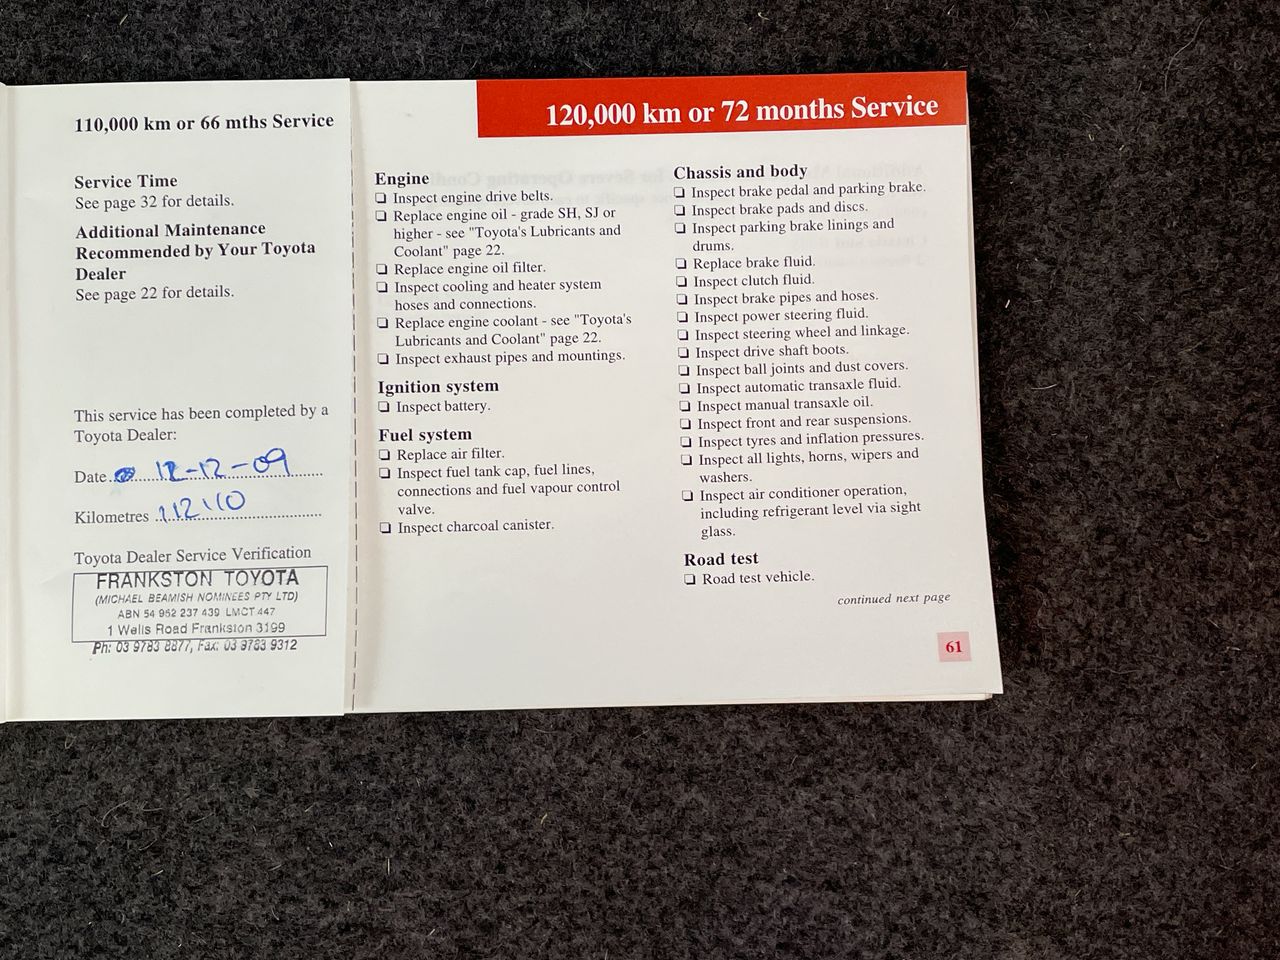 110,000 km or 66 mths Service
Service Time
See page 32 for details.
Additional Maintenance
Recommended by Your Toyota
Dealer
See page 22 for details.
This service has been completed by a
Toyota Dealer:
Date 12-12-09
Kilometres 112110
Toyota Dealer Service Verification
FRANKSTON TOYOTA
(MICHAEL BEAMISH NOMINEES PTY LTD)
ABN 54 952 237 439 LMCT 447
1 Wells Road Frankston 3199
Ph: 03 9783 8877, Fax: 03 9783 9312
120,000 km or 72 months Service
Engine
❏ Inspect engine drive belts.
❏ Replace engine oil - grade SH, SJ or
higher - see "Toyota's Lubricants and
Coolant" page 22.
❏ Replace engine oil filter.
❏ Inspect cooling and heater system
hoses and connections.
❏ Replace engine coolant - see "Toyota's
Lubricants and Coolant" page 22.
❏ Inspect exhaust pipes and mountings.
Ignition system
❏ Inspect battery.
Fuel system
❏ Replace air filter.
❏ Inspect fuel tank cap, fuel lines,
connections and fuel vapour control
valve.
❏ Inspect charcoal canister.
Chassis and body
❏ Inspect brake pedal and parking brake.
❏ Inspect brake pads and discs.
❏ Inspect parking brake linings and
drums.
❏ Replace brake fluid.
❏ Inspect clutch fluid.
❏ Inspect brake pipes and hoses.
❏ Inspect power steering fluid.
❏ Inspect steering wheel and linkage.
❏ Inspect drive shaft boots.
❏ Inspect ball joints and dust covers.
❏ Inspect automatic transaxle fluid.
❏ Inspect manual transaxle oil.
❏ Inspect front and rear suspensions.
❏ Inspect tyres and inflation pressures.
❏ Inspect all lights, horns, wipers and
washers.
❏ Inspect air conditioner operation,
including refrigerant level via sight
glass.
Road test
❏ Road test vehicle.
continued next page
61